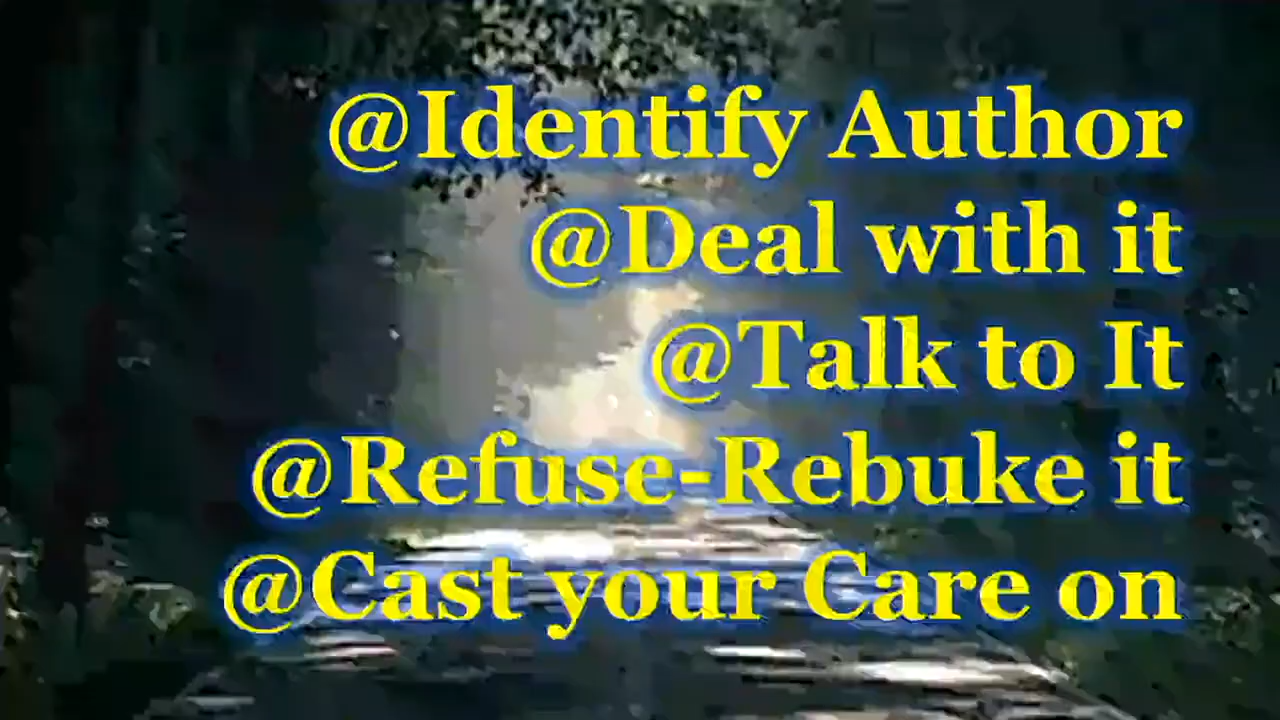 @Identify Author
@Deal with it
@Talk to It
@Refuse-Rebuke it
@Cast your Care on